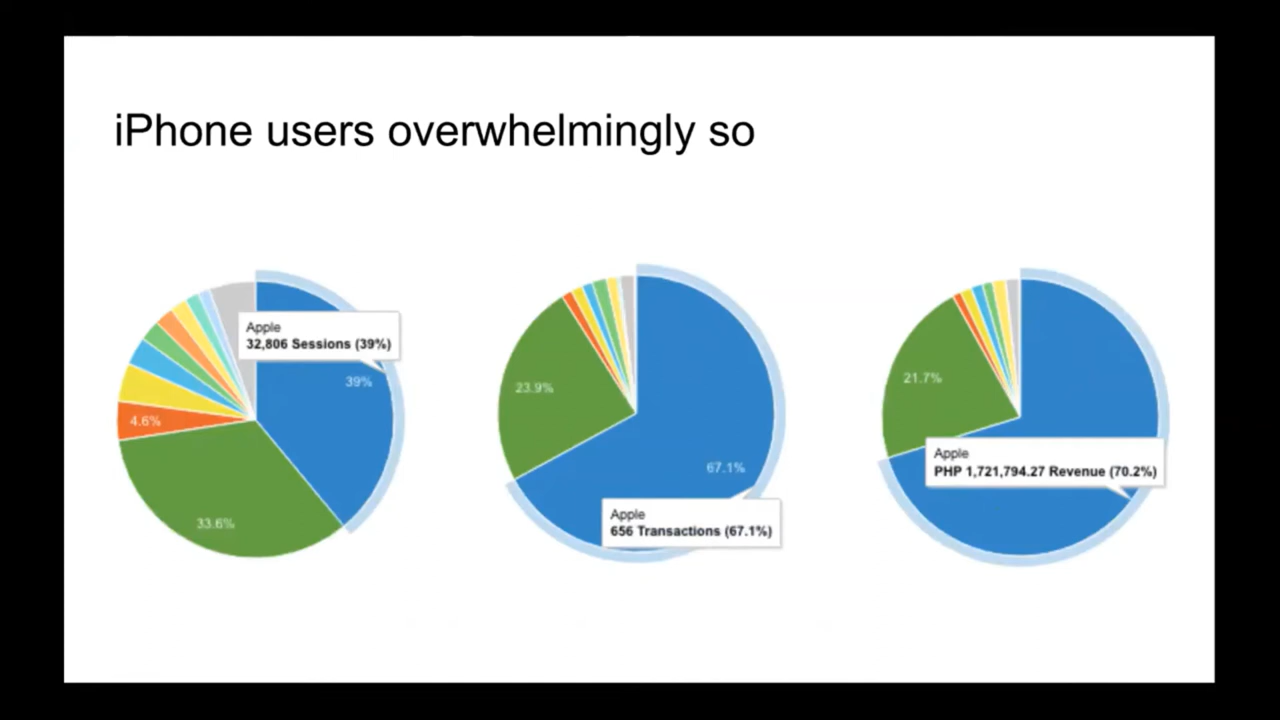 iPhone users overwhelmingly so
Apple
32,806 Sessions (39%)
39%
4.6%
33.6%
23.9%
67.1%
Apple
656 Transactions (67.1%)
21.7%
Apple
PHP 1,721,794.27 Revenue (70.2%)